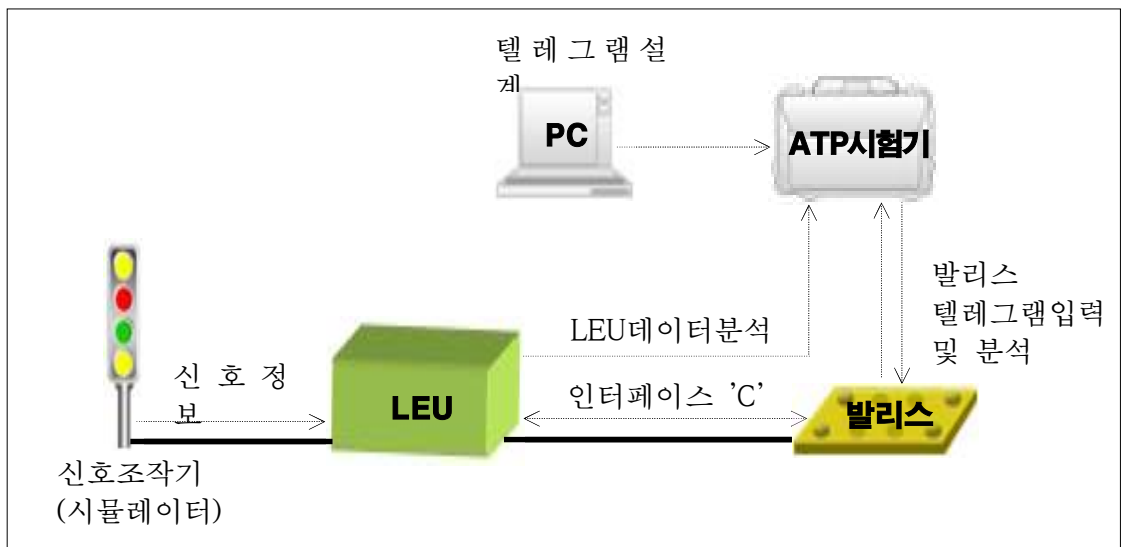 텔 레 그 램 설
계
PC
ATP시험기
발리스
텔레그램입력
및 분석
LEU데이터분석
신 호 정
보
인터페이스 ’C’
LEU
발리스
신호조작기
(시뮬레이터)